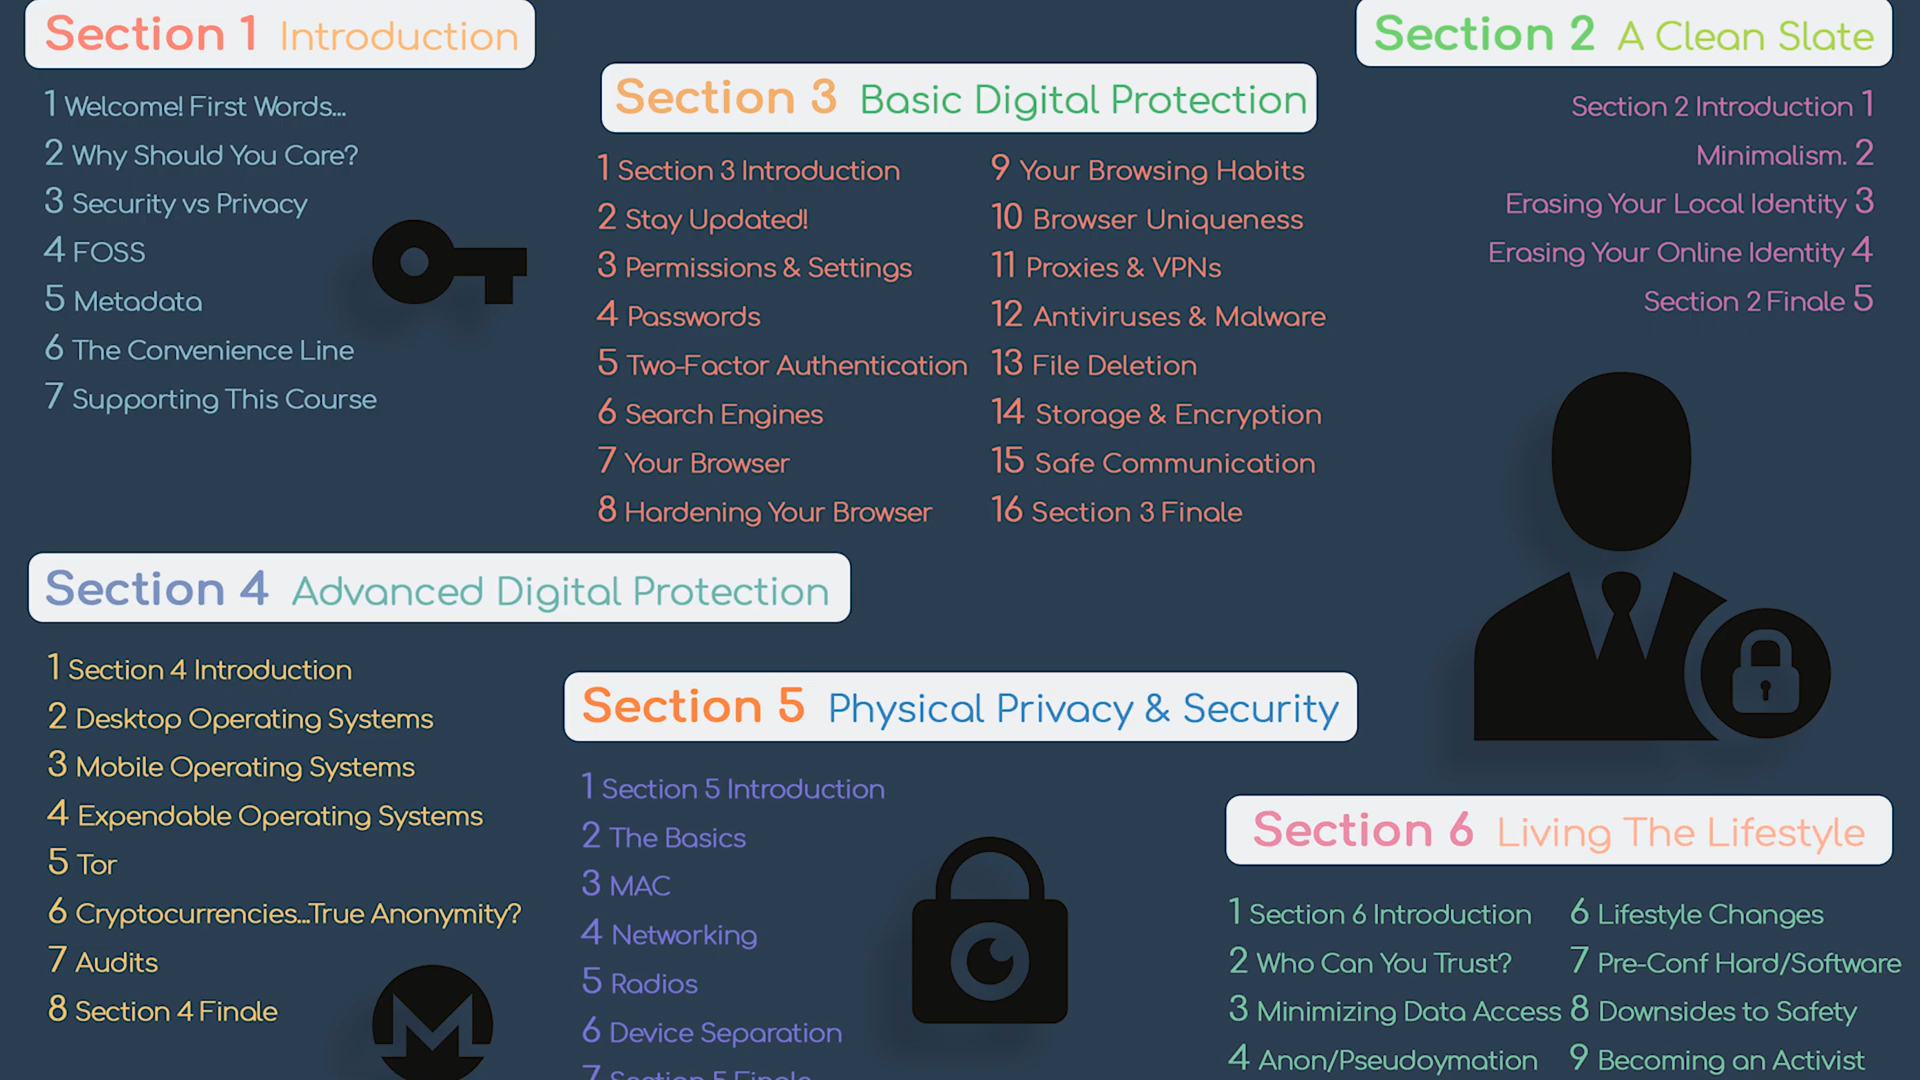 Section 1 Introduction
1 Welcome! First Words...
2 Why Should You Care?
3 Security vs Privacy
4 FOSS
5 Metadata
6 The Convenience Line
7 Supporting This Course
Section 2 A Clean Slate
Section 2 Introduction 1
Minimalism. 2
Erasing Your Local Identity 3
Erasing Your Online Identity 4
Section 2 Finale 5
Section 3 Basic Digital Protection
1 Section 3 Introduction
2 Stay Updated!
3 Permissions & Settings
4 Passwords
5 Two-Factor Authentication
6 Search Engines
7 Your Browser
8 Hardening Your Browser
9 Your Browsing Habits
10 Browser Uniqueness
11 Proxies & VPNs
12 Antiviruses & Malware
13 File Deletion
14 Storage & Encryption
15 Safe Communication
16 Section 3 Finale
Section 4 Advanced Digital Protection
1 Section 4 Introduction
2 Desktop Operating Systems
3 Mobile Operating Systems
4 Expendable Operating Systems
5 Tor
6 Cryptocurrencies...True Anonymity?
7 Audits
8 Section 4 Finale
Section 5 Physical Privacy & Security
1 Section 5 Introduction
2 The Basics
3 MAC
4 Networking
5 Radios
6 Device Separation
7 Section 5 Finale
Section 6 Living The Lifestyle
1 Section 6 Introduction
2 Who Can You Trust?
3 Minimizing Data Access
4 Anon/Pseudoymation
6 Lifestyle Changes
7 Pre-Conf Hard/Software
8 Downsides to Safety
9 Becoming an Activist